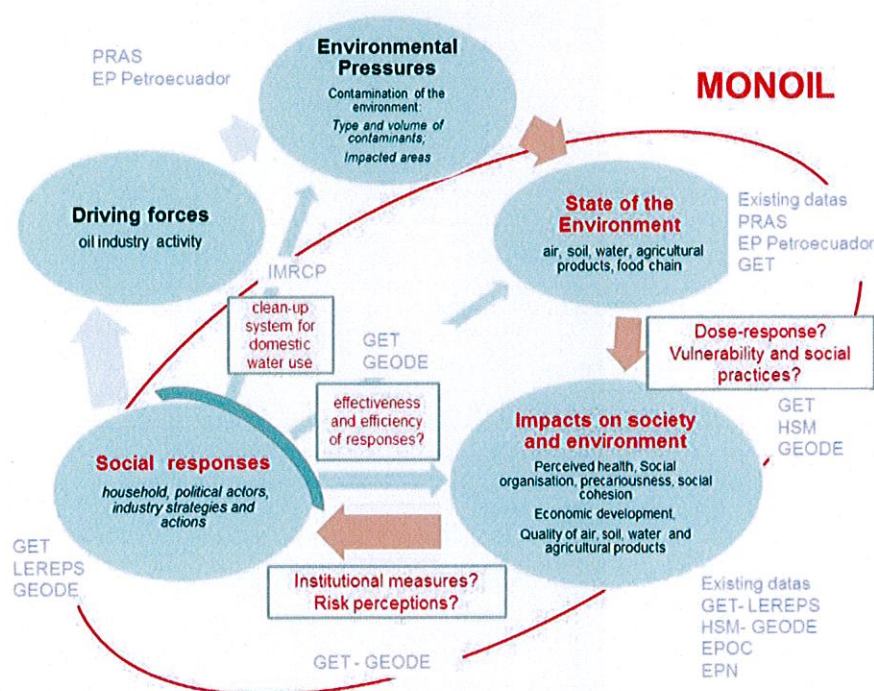 PRAS
EP Petroecuador
Environmental
Pressures
Contamination of the
environment:
Type and volume of
contaminants;
Impacted areas
MONOIL
Driving forces
oil industry activity
State of the
Environment
air, soil, water, agricultural
products, food chain
Existing datas
PRAS
EP Petroecuador
GET
IMRCP
clean-up
system for
domestic
water use
GET
GEODE
Dose-response?
Vulnerability and social
practices?
effectiveness
and efficiency
of responses?
GET
HSM
GEODE
Social responses
household, political actors,
industry strategies and
actions
Impacts on society
and environment
Perceived health, Social
organisation, precariousness, social
cohesion
Economic development,
Quality of air, soil, water and
agricultural products
GET
LEREPS
GEODE
Institutional measures?
Risk perceptions?
Existing datas
GET- LEREPS
HSM- GEODE
EPOC
EPN
GET - GEODE